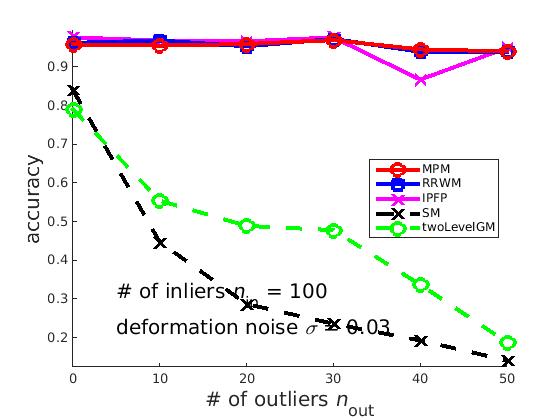 0.9
0.8
0.7
0.6
0.5
0.4
0.3
0.2
accuracy
MPM
RRWM
IPFP
SM
twoLevelGM
# of inliers n_in = 100
deformation noise σ = 0.03
0 10 20 30 40 50
# of outliers n_out